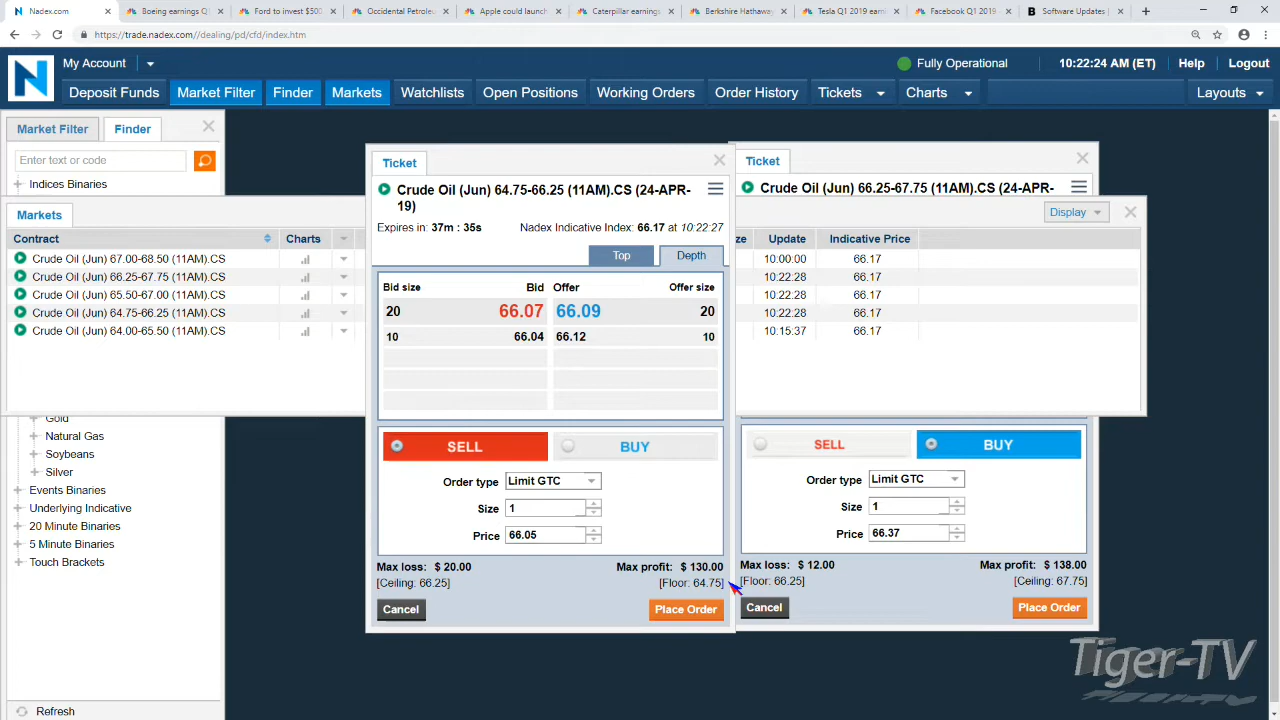 Nadex.com
Boeing earnings Q
Ford to invest $500
Occidental Petroleu
Apple could launch
Caterpillar earnings
Berkshire Hathaway
Tesla Q1 2019 earn
Facebook Q1 2019
Software Updates
https://trade.nadex.com//dealing/pd/cfd/index.htm
My Account
Fully Operational
10:22:24 AM (ET)
Help
Logout
Deposit Funds
Market Filter
Finder
Markets
Watchlists
Open Positions
Working Orders
Order History
Tickets
Charts
Layouts
Market Filter
Finder
Enter text or code
Indices Binaries
Markets
Contract
Charts
Crude Oil (Jun) 67.00-68.50 (11AM).CS
Crude Oil (Jun) 66.25-67.75 (11AM).CS
Crude Oil (Jun) 65.50-67.00 (11AM).CS
Crude Oil (Jun) 64.75-66.25 (11AM).CS
Crude Oil (Jun) 64.00-65.50 (11AM).CS
Gold
Natural Gas
Soybeans
Silver
Events Binaries
Underlying Indicative
20 Minute Binaries
5 Minute Binaries
Touch Brackets
Refresh
Ticket
Crude Oil (Jun) 64.75-66.25 (11AM).CS (24-APR-
19)
Expires in: 37m : 35s
Nadex Indicative Index: 66.17 at 10:22:27
Top
Depth
Bid size Bid Offer Offer size
20 66.07 66.09 20
10 66.04 66.12 10
SELL
BUY
Order type Limit GTC
Size 1
Price 66.05
Max loss: $ 20.00 Max profit: $ 130.00
[Ceiling: 66.25] [Floor: 64.75]
Cancel
Place Order
Ticket
Crude Oil (Jun) 66.25-67.75 (11AM).CS (24-APR-
Display
ze Update Indicative Price
10:00:00 66.17
10:22.28 66.17
10:22.28 66.17
10:22.28 66.17
10:15:37 66.17
SELL
BUY
Order type Limit GTC
Size 1
Price 66.37
Max loss: $ 12.00 Max profit: $ 138.00
[Floor: 66.25] [Ceiling: 67.75]
Cancel
Place Order
Tiger-TV